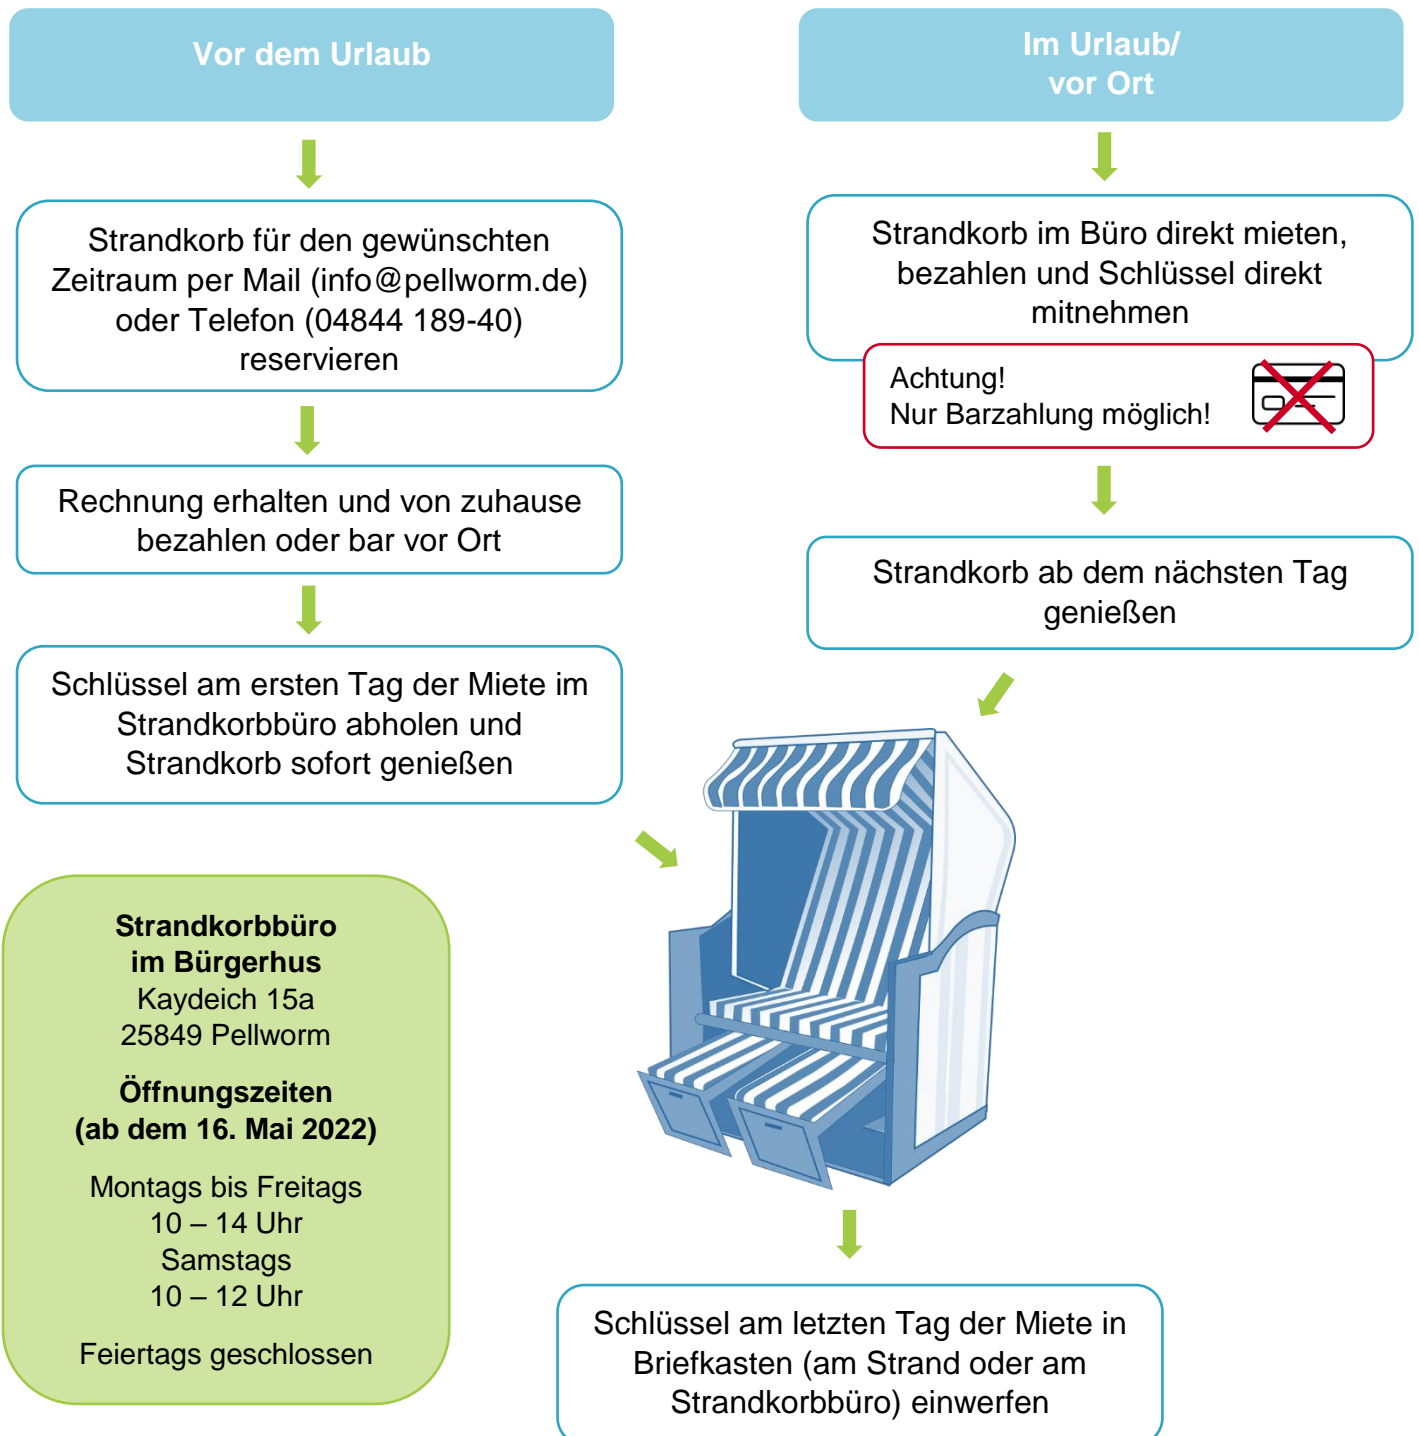 Vor dem Urlaub
Strandkorb für den gewünschten
Zeitraum per Mail (info@pellworm.de)
oder Telefon (04844 189-40)
reservieren
Rechnung erhalten und von zuhause
bezahlen oder bar vor Ort
Schlüssel am ersten Tag der Miete im
Strandkorbbüro abholen und
Strandkorb sofort genießen
Im Urlaub/
vor Ort
Strandkorb im Büro direkt mieten,
bezahlen und Schlüssel direkt
mitnehmen
Achtung!
Nur Barzahlung möglich!
Strandkorb ab dem nächsten Tag
genießen
Strandkorbbüro
im Bürgerhus
Kaydeich 15a
25849 Pellworm
Öffnungszeiten
(ab dem 16. Mai 2022)
Montags bis Freitags
10 – 14 Uhr
Samstags
10 – 12 Uhr
Feiertags geschlossen
Schlüssel am letzten Tag der Miete in
Briefkasten (am Strand oder am
Strandkorbbüro) einwerfen